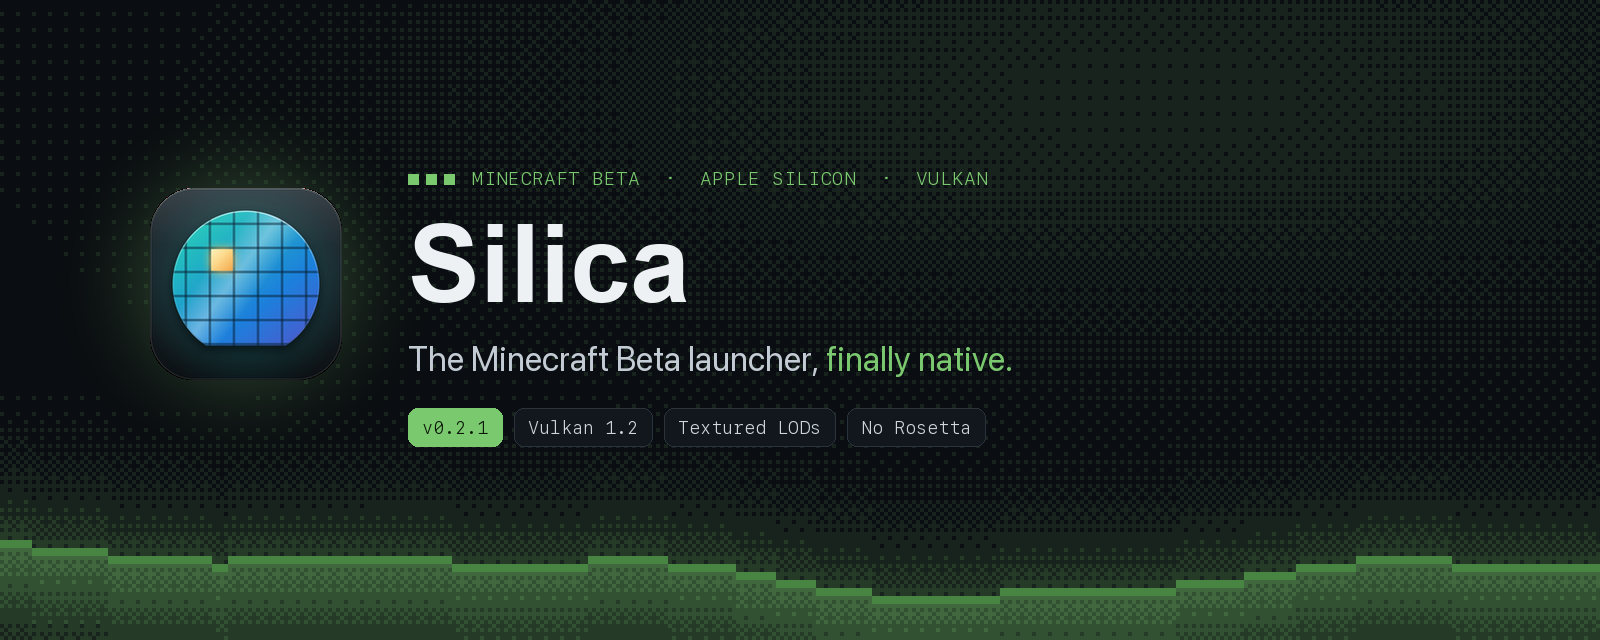 MINECRAFT BETA · APPLE SILICON · VULKAN
Silica
The Minecraft Beta launcher, finally native.
v0.2.1 Vulkan 1.2 Textured LODs No Rosetta